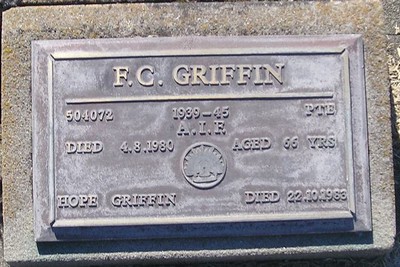 F.C. GRIFFIN
504072 1939-45 PTE
A.I.F.
DIED 4.8.1980 AGED 66 YRS
HOPE GRIFFIN DIED 22.10.1983